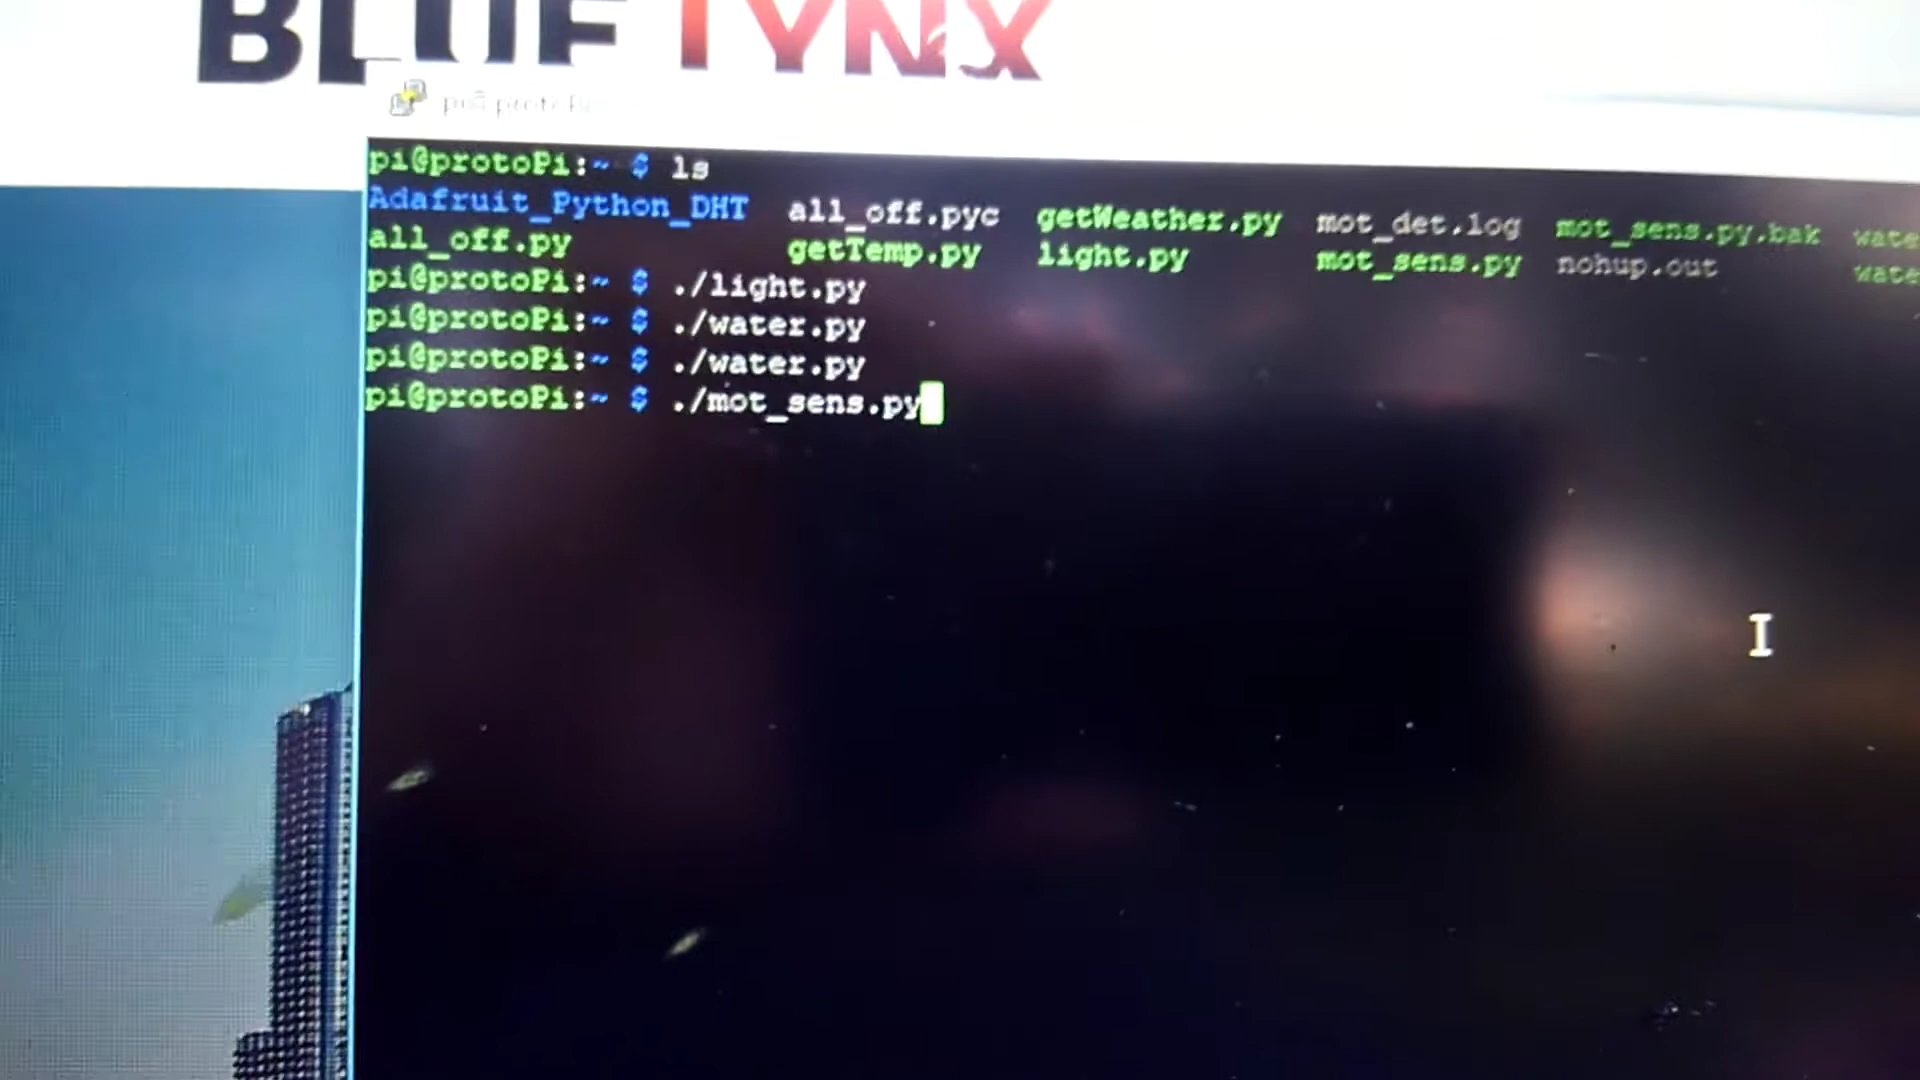 BLUE LYNX
pi@protoPi:~ $ ls
Adafruit_Python_DHT all_off.pyc getWeather.py mot_det.log mot_sens.py.bak wate
all_off.py getTemp.py light.py mot_sens.py nohup.out wate
pi@protoPi:~ $ ./light.py
pi@protoPi:~ $ ./water.py
pi@protoPi:~ $ ./water.py
pi@protoPi:~ $ ./mot_sens.py